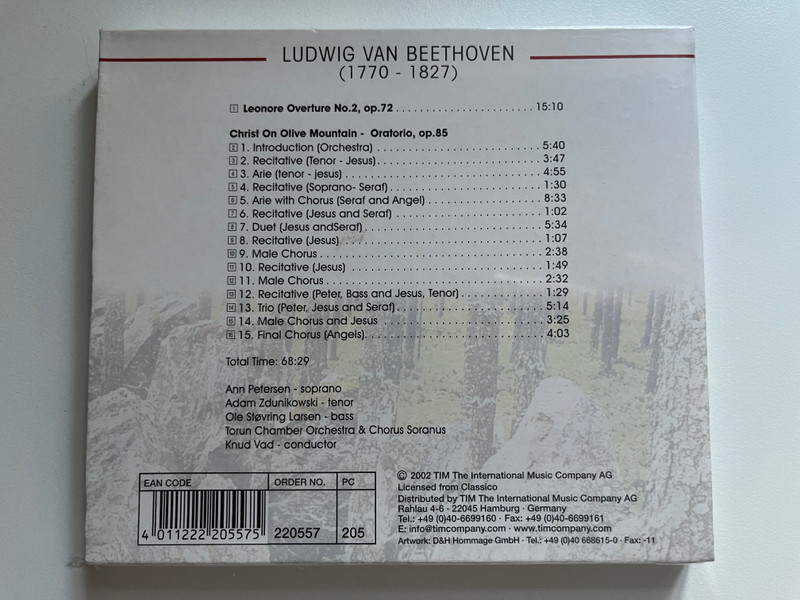 LUDWIG VAN BEETHOVEN
(1770 - 1827)
1 Leonore Overture No.2, op.72 . . . . . . . . . . . . . . . . . . . . . . . 15:10
Christ On Olive Mountain - Oratorio, op.85
2 1. Introduction (Orchestra) . . . . . . . . . . . . . . . . . . . . . . . . 5:40
3 2. Recitative (Tenor - Jesus). . . . . . . . . . . . . . . . . . . . . . . . 3:47
4 3. Arie (tenor - jesus) . . . . . . . . . . . . . . . . . . . . . . . . . . . . . 4:55
5 4. Recitative (Soprano- Seraf) . . . . . . . . . . . . . . . . . . . . . . 1:30
6 5. Arie with Chorus (Seraf and Angel) . . . . . . . . . . . . . . . . . 8:33
7 6. Recitative (Jesus and Seraf) . . . . . . . . . . . . . . . . . . . . . . 1:02
8 7. Duet (Jesus andSeraf) . . . . . . . . . . . . . . . . . . . . . . . . . . 5:34
9 8. Recitative (Jesus) . . . . . . . . . . . . . . . . . . . . . . . . . . . . . 1:07
10 9. Male Chorus . . . . . . . . . . . . . . . . . . . . . . . . . . . . . . . . 2:38
11 10. Recitative (Jesus) . . . . . . . . . . . . . . . . . . . . . . . . . . . . 1:49
12 11. Male Chorus . . . . . . . . . . . . . . . . . . . . . . . . . . . . . . . 2:32
13 12. Recitative (Peter, Bass and Jesus, Tenor) . . . . . . . . . . . . 1:29
14 13. Trio (Peter, Jesus and Seraf) . . . . . . . . . . . . . . . . . . . . . 5:14
15 14. Male Chorus and Jesus . . . . . . . . . . . . . . . . . . . . . . . . 3:25
16 15. Final Chorus (Angels). . . . . . . . . . . . . . . . . . . . . . . . . . 4:03
Total Time: 68:29
Ann Petersen - soprano
Adam Zdunikowski - tenor
Ole Støvring Larsen - bass
Torun Chamber Orchestra & Chorus Soranus
Knud Vad - conductor
EAN CODE ORDER NO. PC
4 011222 205575 220557 205
© 2002 TIM The International Music Company AG
Licensed from Classico
Distributed by TIM The International Music Company AG
Rahlau 4-6 · 22045 Hamburg · Germany
Tel.: +49 (0)40-6699160 · Fax: +49 (0)40-6699161
E: info@timcompany.com · www.timcompany.com
Artwork: D&H Hommage GmbH · Tel.: +49 (0)40 668615-0 · Fax: -11